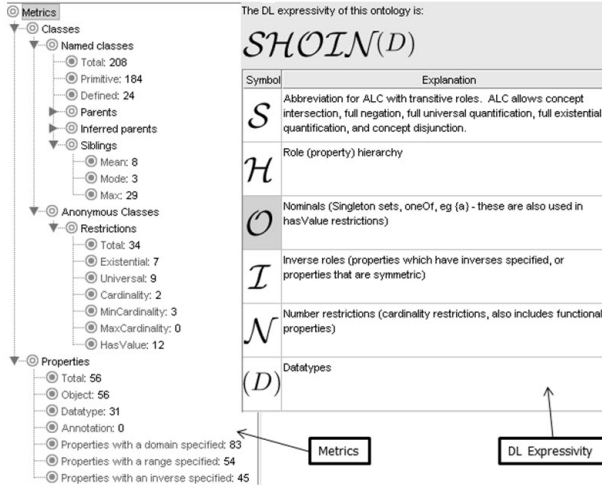 Metrics
Classes
Named classes
Total: 208
Primitive: 184
Defined: 24
Parents
Inferred parents
Siblings
Mean: 8
Mode: 3
Max: 29
Anonymous Classes
Restrictions
Total: 34
Existential: 7
Universal: 9
Cardinality: 2
MinCardinality: 3
MaxCardinality: 0
HasValue: 12
Properties
Total: 56
Object: 56
Datatype: 31
Annotation: 0
Properties with a domain specified: 83
Properties with a range specified: 54
Properties with an inverse specified: 45
The DL expressivity of this ontology is:
SHOIN(D)
Symbol Explanation
S Abbreviation for ALC with transitive roles. ALC allows concept
intersection, full negation, full universal quantification, full existential
quantification, and concept disjunction.
H Role (property) hierarchy
O Nominals (Singleton sets, oneOf, eg {a} - these are also used in
hasValue restrictions)
I Inverse roles (properties which have inverses specified, or
properties that are symmetric)
N Number restrictions (cardinality restrictions, also includes functional
properties)
(D) Datatypes
Metrics
DL Expressivity